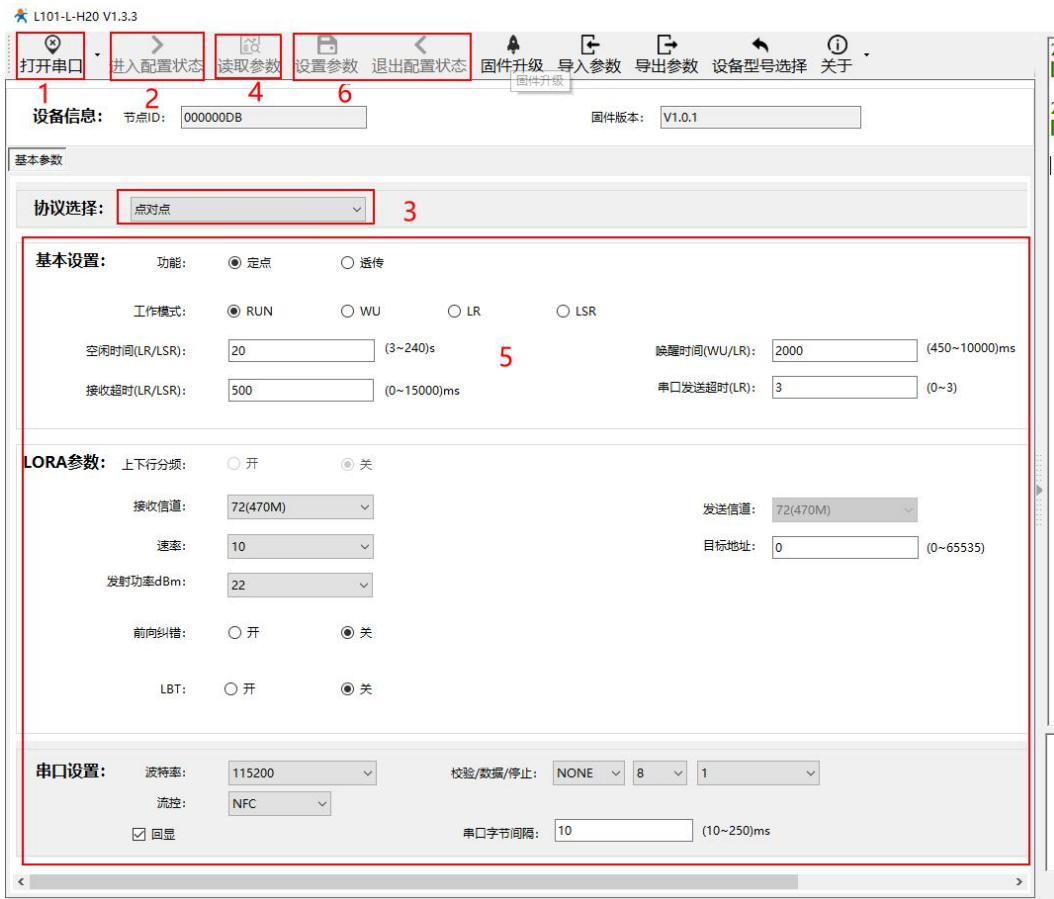 L101-L-H20 V1.3.3
打开串口 进入配置状态 读取参数 设置参数 退出配置状态 固件升级 导入参数 导出参数 设备型号选择 关于
固件升级
1 2 4 6
设备信息： 节点ID： 000000DB 固件版本： V1.0.1
基本参数
协议选择： 点对点 3
基本设置： 功能： 定点 透传
工作模式： RUN WU LR LSR
空闲时间(LR/LSR)： 20 (3~240)s 5 唤醒时间(WU/LR)： 2000 (450~10000)ms
接收超时(LR/LSR)： 500 (0~15000)ms 串口发送超时(LR)： 3 (0~3)
LORA参数： 上下行分频： 开 关
接收信道： 72(470M) 发送信道： 72(470M)
速率： 10 目标地址： 0 (0~65535)
发射功率dBm： 22
前向纠错： 开 关
LBT： 开 关
串口设置： 波特率： 115200 校验/数据/停止： NONE 8 1
流控： NFC
回显 串口字节间隔： 10 (10~250)ms